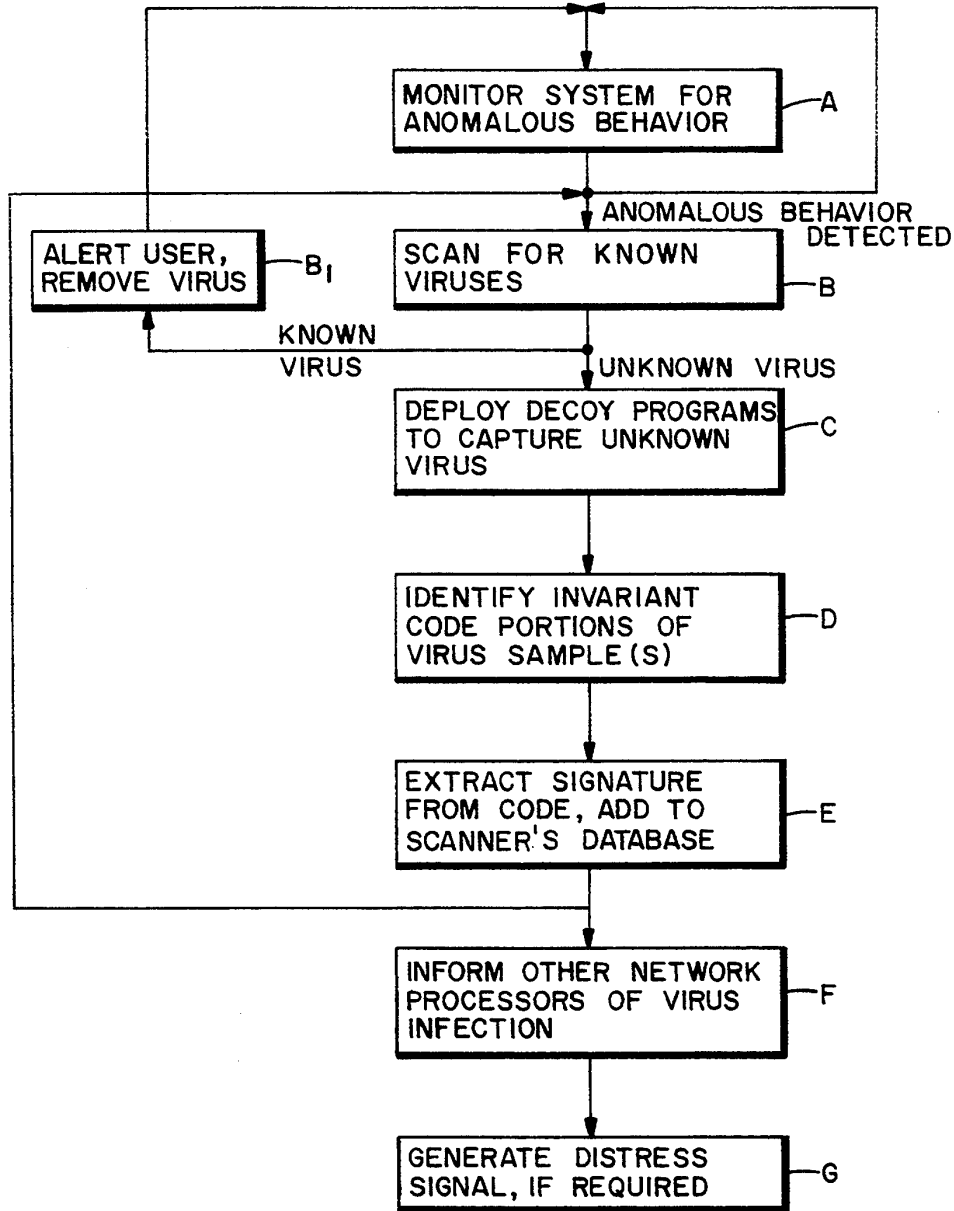 MONITOR SYSTEM FOR
ANOMALOUS BEHAVIOR
A
ANOMALOUS BEHAVIOR
DETECTED
ALERT USER,
REMOVE VIRUS
B1
SCAN FOR KNOWN
VIRUSES
B
KNOWN
VIRUS
UNKNOWN VIRUS
DEPLOY DECOY PROGRAMS
TO CAPTURE UNKNOWN
VIRUS
C
IDENTIFY INVARIANT
CODE PORTIONS OF
VIRUS SAMPLE(S)
D
EXTRACT SIGNATURE
FROM CODE, ADD TO
SCANNER'S DATABASE
E
INFORM OTHER NETWORK
PROCESSORS OF VIRUS
INFECTION
F
GENERATE DISTRESS
SIGNAL, IF REQUIRED
G